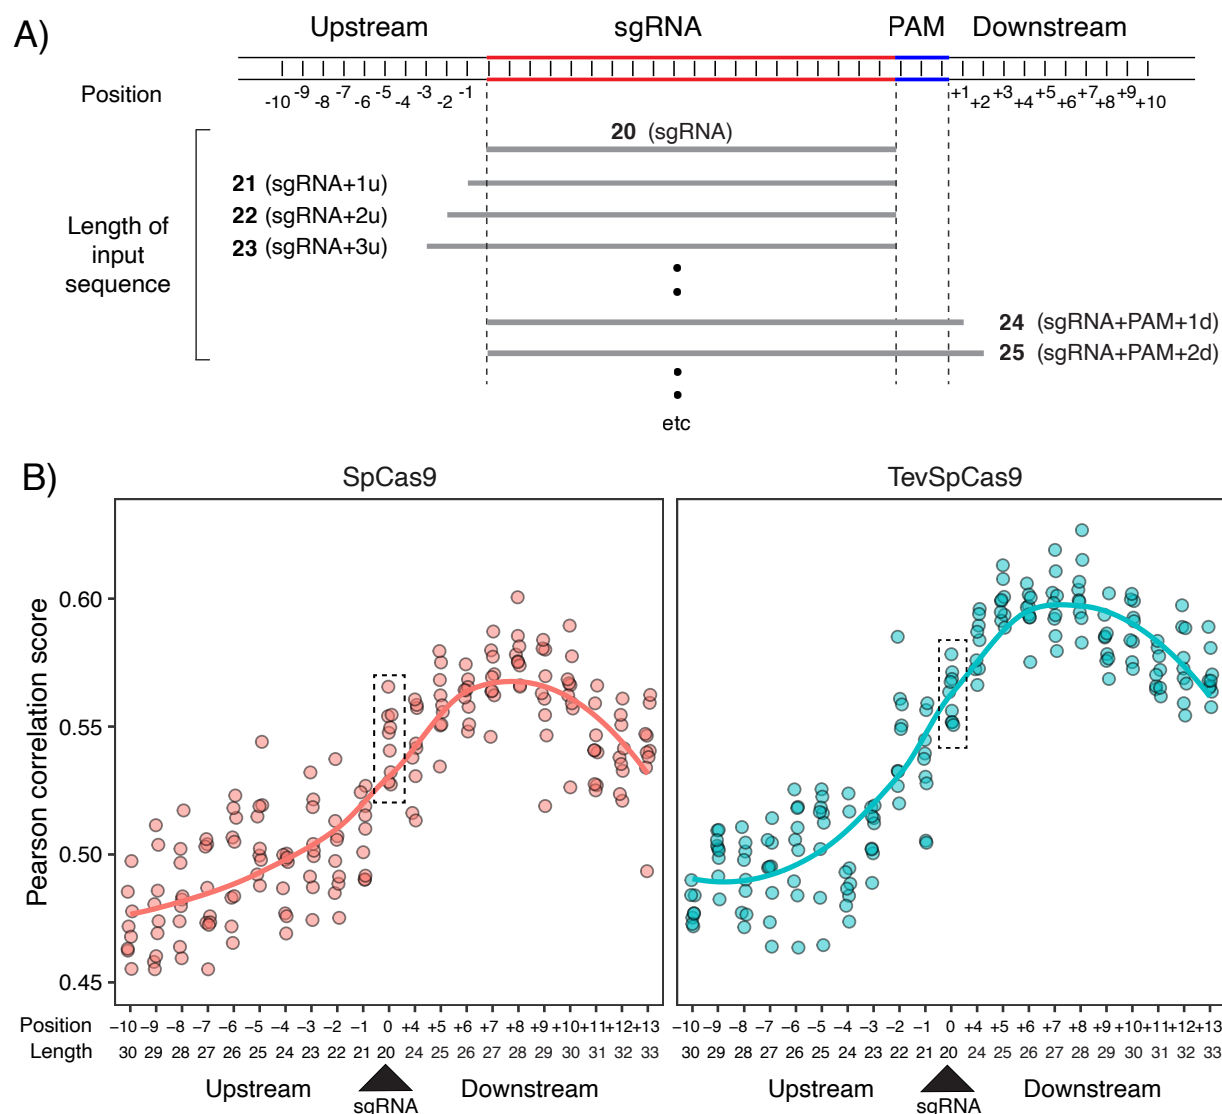 A)
Upstream sgRNA PAM Downstream
Position -10 -9 -8 -7 -6 -5 -4 -3 -2 -1 +1 +2 +3 +4 +5 +6 +7 +8 +9 +10
20 (sgRNA)
21 (sgRNA+1u)
22 (sgRNA+2u)
23 (sgRNA+3u)
Length of
input
sequence
24 (sgRNA+PAM+1d)
25 (sgRNA+PAM+2d)
etc
B)
SpCas9 TevSpCas9
Pearson correlation score
0.60
0.55
0.50
0.45
Position −10 −9 −8 −7 −6 −5 −4 −3 −2 −1 0 +4 +5 +6 +7 +8 +9 +10 +11 +12 +13 −10 −9 −8 −7 −6 −5 −4 −3 −2 −1 0 +4 +5 +6 +7 +8 +9 +10 +11 +12 +13
Length 30 29 28 27 26 25 24 23 22 21 20 24 25 26 27 28 29 30 31 32 33 30 29 28 27 26 25 24 23 22 21 20 24 25 26 27 28 29 30 31 32 33
Upstream Downstream Upstream Downstream
sgRNA sgRNA